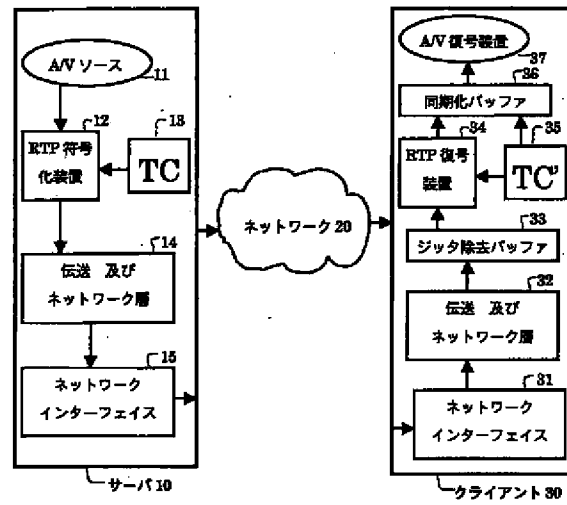 A/V ソース
11
12
13
RTP 符号
化装置
TC
14
伝送 及び
ネットワーク層
15
ネットワーク
インターフェイス
サーバ 10
ネットワーク 20
A/V 復号装置
37
36
同期化バッファ
34
35
RTP 復号
装置
TC'
33
ジッタ除去バッファ
32
伝送 及び
ネットワーク層
31
ネットワーク
インターフェイス
クライアント 30